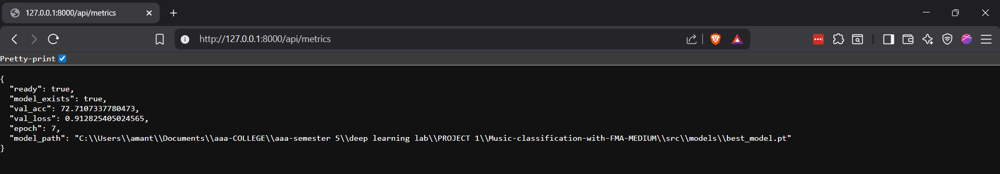 127.0.0.1:8000/api/metrics
http://127.0.0.1:8000/api/metrics
Pretty-print
{
  "ready": true,
  "model_exists": true,
  "val_acc": 72.7107337780473,
  "val_loss": 0.912825405024565,
  "epoch": 7,
  "model_path": "C:\\Users\\amant\\Documents\\aaa-COLLEGE\\aaa-semester 5\\deep learning lab\\PROJECT 1\\Music-classification-with-FMA-MEDIUM\\src\\models\\best_model.pt"
}